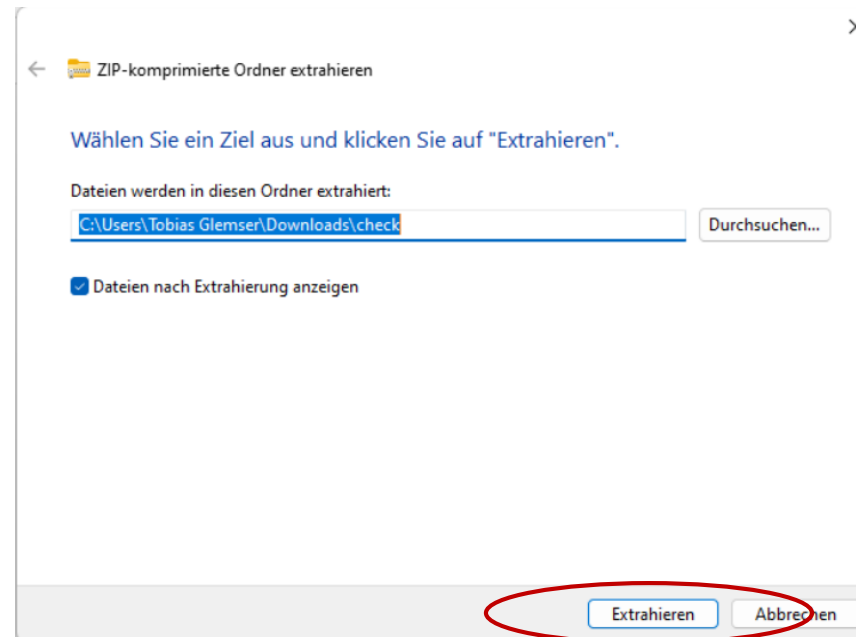 ZIP-komprimierte Ordner extrahieren
Wählen Sie ein Ziel aus und klicken Sie auf "Extrahieren".
Dateien werden in diesen Ordner extrahiert:
C:\Users\Tobias Glemser\Downloads\check
Durchsuchen...
Dateien nach Extrahierung anzeigen
Extrahieren
Abbrechen